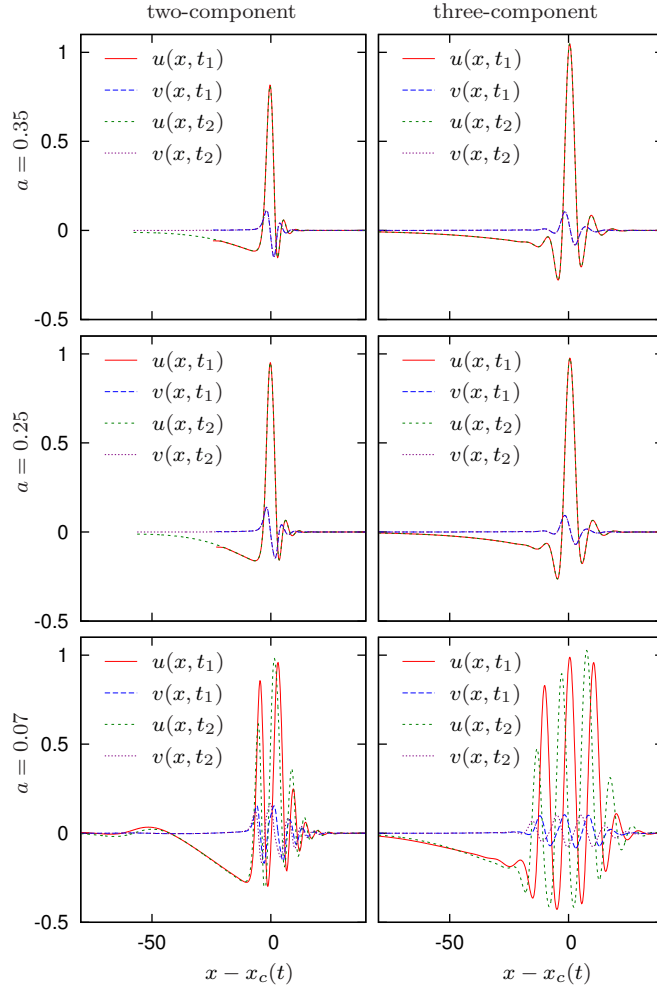 two-component three-component
a = 0.35
1
0.5
0
-0.5
u(x, t₁)
v(x, t₁)
u(x, t₂)
v(x, t₂)
u(x, t₁)
v(x, t₁)
u(x, t₂)
v(x, t₂)
a = 0.25
1
0.5
0
-0.5
u(x, t₁)
v(x, t₁)
u(x, t₂)
v(x, t₂)
u(x, t₁)
v(x, t₁)
u(x, t₂)
v(x, t₂)
a = 0.07
1
0.5
0
-0.5
u(x, t₁)
v(x, t₁)
u(x, t₂)
v(x, t₂)
u(x, t₁)
v(x, t₁)
u(x, t₂)
v(x, t₂)
-50 0 -50 0
x − x_c(t) x − x_c(t)